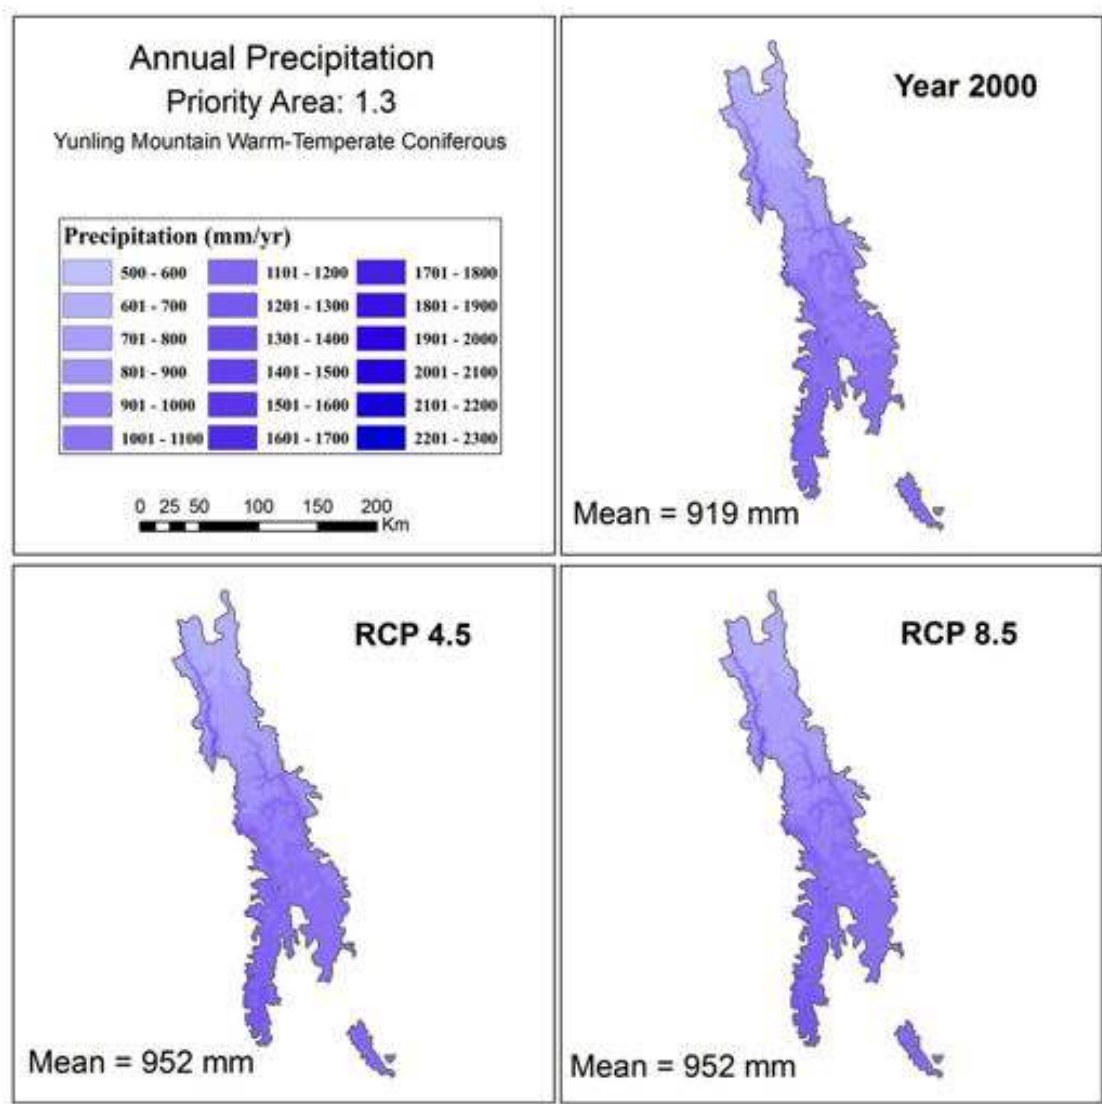 Annual Precipitation
Priority Area: 1.3
Yunling Mountain Warm-Temperate Coniferous
Precipitation (mm/yr)
500 - 600
601 - 700
701 - 800
801 - 900
901 - 1000
1001 - 1100
1101 - 1200
1201 - 1300
1301 - 1400
1401 - 1500
1501 - 1600
1601 - 1700
1701 - 1800
1801 - 1900
1901 - 2000
2001 - 2100
2101 - 2200
2201 - 2300
0 25 50 100 150 200
Km
Year 2000
Mean = 919 mm
RCP 4.5
Mean = 952 mm
RCP 8.5
Mean = 952 mm